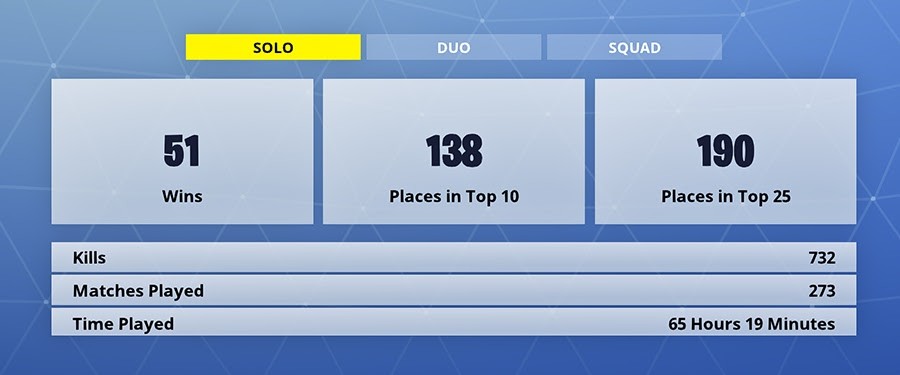 SOLO DUO SQUAD
51 138 190
Wins Places in Top 10 Places in Top 25
Kills 732
Matches Played 273
Time Played 65 Hours 19 Minutes